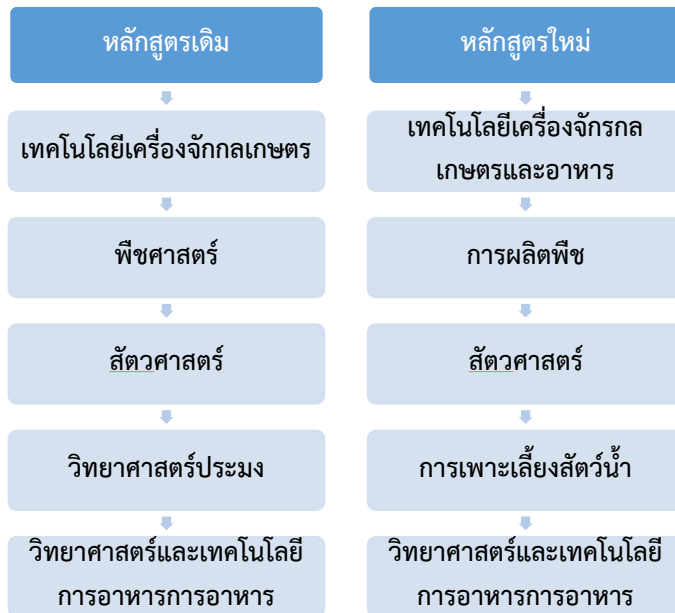 หลักสูตรเดิม
เทคโนโลยีเครื่องจักกลเกษตร
พืชศาสตร์
สัตวศาสตร์
วิทยาศาสตร์ประมง
วิทยาศาสตร์และเทคโนโลยี
การอาหารการอาหาร
หลักสูตรใหม่
เทคโนโลยีเครื่องจักรกล
เกษตรและอาหาร
การผลิตพืช
สัตวศาสตร์
การเพาะเลี้ยงสัตว์น้ำ
วิทยาศาสตร์และเทคโนโลยี
การอาหารการอาหาร